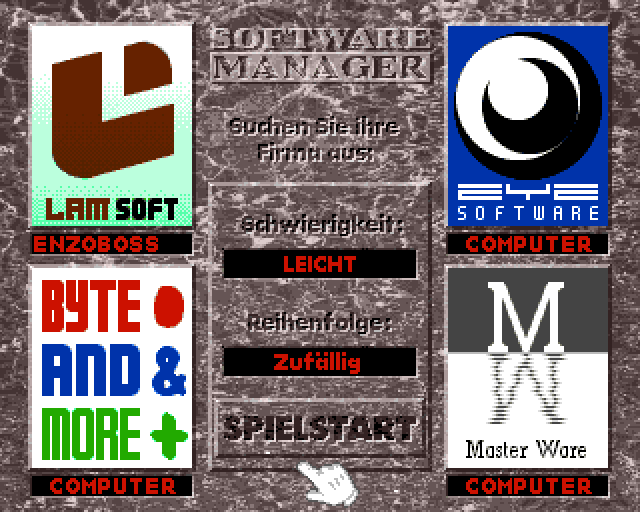 SOFTWARE
MANAGER
Suchen Sie ihre
Firma aus:
LAM SOFT
ENZOBOSS
EYE
SOFTWARE
COMPUTER
Schwierigkeit:
LEICHT
Reihenfolge:
Zufällig
SPIELSTART
BYTE
AND &
MORE +
COMPUTER
M
W
Master Ware
COMPUTER